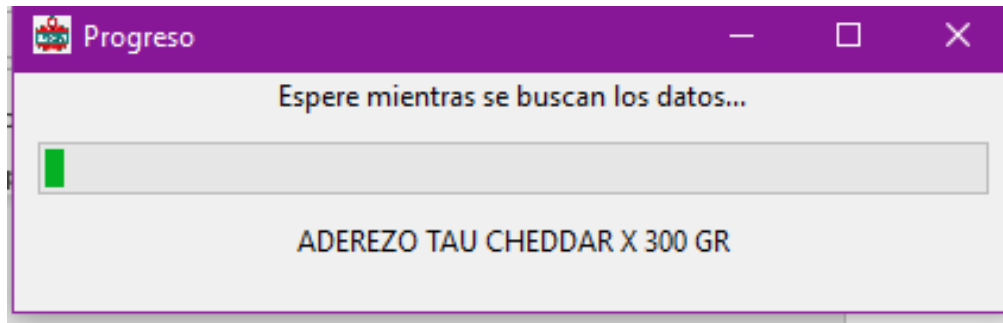 Progreso
Espere mientras se buscan los datos...
ADEREZO TAU CHEDDAR X 300 GR